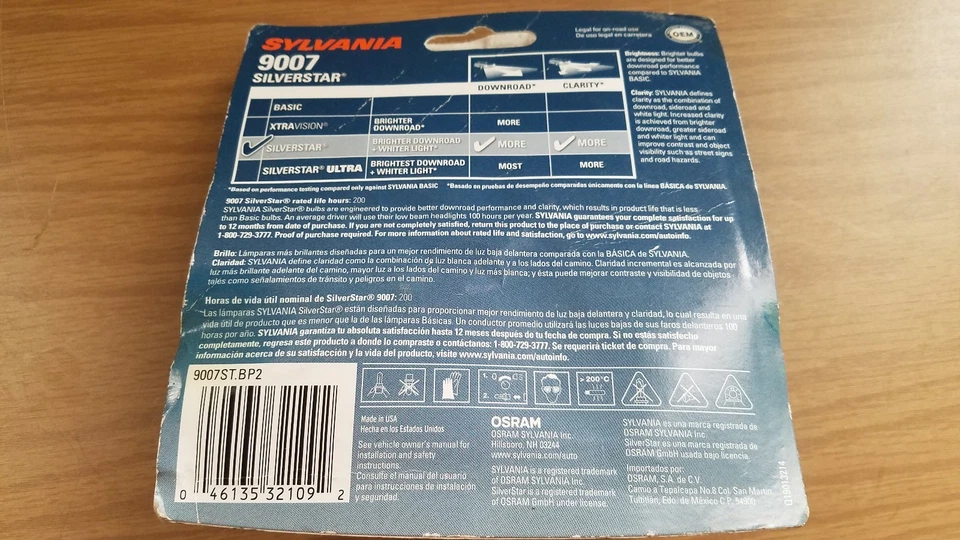 SYLVANIA
9007
SILVERSTAR®
Legal for on-road use
De uso legal en carretera
OEM
DOWNROAD* CLARITY*
BASIC
XTRAVISION® BRIGHTER DOWNROAD* MORE
SILVERSTAR® BRIGHTER DOWNROAD + WHITER LIGHT* MORE MORE
SILVERSTAR® ULTRA BRIGHTEST DOWNROAD + WHITER LIGHT* MOST MORE
Brightness: Brighter bulbs
are designed for better
downroad performance
compared to SYLVANIA
BASIC.
Clarity: SYLVANIA defines
clarity as the combination of
downroad, sideroad and
white light. Increased clarity
is achieved from brighter
downroad, greater sideroad
and whiter light and can
improve contrast and object
visibility such as street signs
and road hazards.
*Based on performance testing compared only against SYLVANIA BASIC *Basado en pruebas de desempeño comparadas únicamente con la línea BÁSICA de SYLVANIA.
9007 SilverStar® rated life hours: 200
SYLVANIA SilverStar® bulbs are engineered to provide better downroad performance and clarity, which results in product life that is less
than Basic bulbs. An average driver will use their low beam headlights 100 hours per year. SYLVANIA guarantees your complete satisfaction for up
to 12 months from date of purchase. If you are not completely satisfied, return this product to the place of purchase or contact SYLVANIA at
1-800-729-3777. Proof of purchase required. For more information about rated life and satisfaction, go to www.sylvania.com/autoinfo.
Brillo: Lámparas más brillantes diseñadas para un mejor rendimiento de luz baja delantera comparada con la BÁSICA de SYLVANIA.
Claridad: SYLVANIA define claridad como la combinación de luz blanca adelante y a los lados del camino. Claridad incremental es alcanzada por
luz más brillante adelante del camino, mayor luz a los lados del camino y luz más blanca; y ésta puede mejorar contraste y visibilidad de objetos
tales como señalamientos de tránsito y peligros en el camino.
Horas de vida útil nominal de SilverStar® 9007: 200
Las lámparas SYLVANIA SilverStar® están diseñadas para proporcionar mejor rendimiento de luz baja delantera y claridad, lo cual resulta en una
vida útil de producto que es menor que la de las lámparas Básicas. Un conductor promedio utilizará las luces bajas de sus faros delanteros 100
horas por año. SYLVANIA garantiza tu absoluta satisfacción hasta 12 meses después de tu fecha de compra. Si no estás satisfecho
completamente, regresa este producto a donde lo compraste o contáctanos: 1-800-729-3777. Se requerirá ticket de compra. Para mayor
información acerca de su satisfacción y la vida del producto, visite www.sylvania.com/autoinfo.
9007ST.BP2
0 46135 32109 2
1.
2.
>200°C
Made in USA
Hecha en los Estados Unidos
See vehicle owner's manual for
installation and safety
instructions.
Consulte el manual del usuario
para instrucciones de instalación
y seguridad.
OSRAM
OSRAM SYLVANIA Inc.
Hillsboro, NH 03244
www.sylvania.com/auto
SYLVANIA is a registered trademark
of OSRAM SYLVANIA Inc.
SilverStar is a registered trademark
of OSRAM GmbH under license.
SYLVANIA es una marca registrada de
OSRAM SYLVANIA Inc.
SilverStar es una marca registrada de
OSRAM GmbH usada bajo licencia.
Importados por:
OSRAM, S.A. de C.V.
Camio a Tepalcapa No.8 Col. San Martin,
Tultitlán, Edo. de México C.P. 54900
G19013214